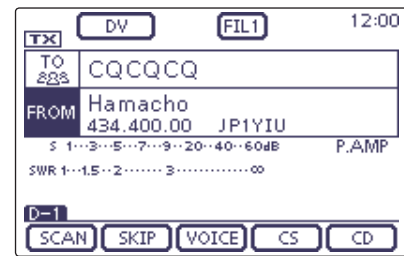 DV FIL1 12:00
TX
TO CQCQCQ
FROM Hamacho
434.400.00 JP1YIU
S 1···3···5···7···9··20··40··60dB P.AMP
SWR 1···1.5··2······· 3············∞
D-1
SCAN SKIP VOICE CS CD